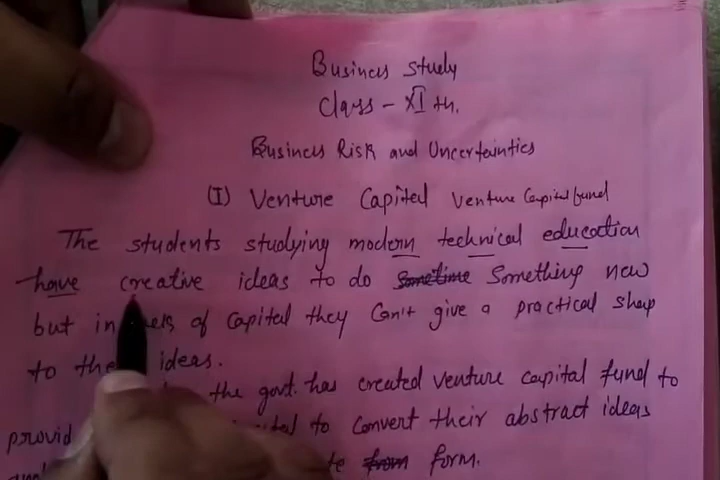 Business Study
Class - XI th.
Business Risk and Uncertainties
(I) Venture Capital Venture Capital fund
The students studying modern technical education
have creative ideas to do sometime Something new
but in of Capital they Can't give a practical shap
to the ideas.
the govt. has created venture capital fund to
provid to convert their abstract ideas
from form.